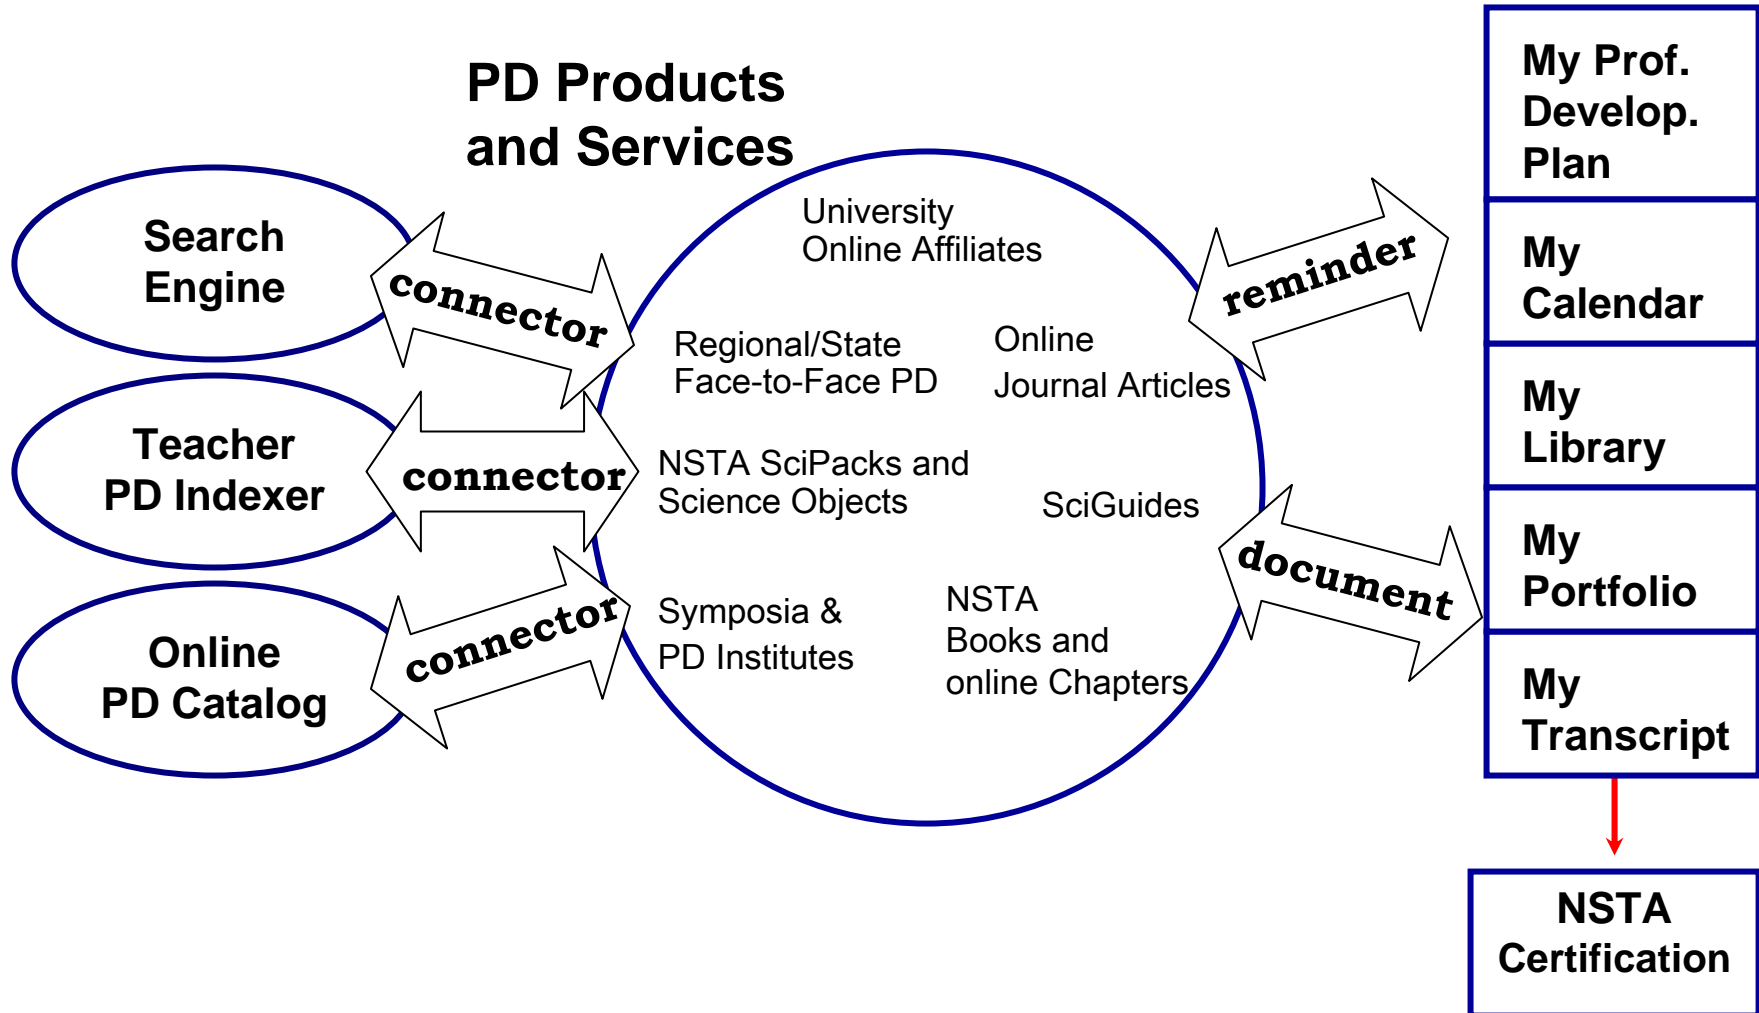 PD Products
and Services
Search
Engine
Teacher
PD Indexer
Online
PD Catalog
connector
connector
connector
University
Online Affiliates
Regional/State
Face-to-Face PD
Online
Journal Articles
NSTA SciPacks and
Science Objects
SciGuides
Symposia &
PD Institutes
NSTA
Books and
online Chapters
reminder
document
My Prof.
Develop.
Plan
My
Calendar
My
Library
My
Portfolio
My
Transcript
NSTA
Certification